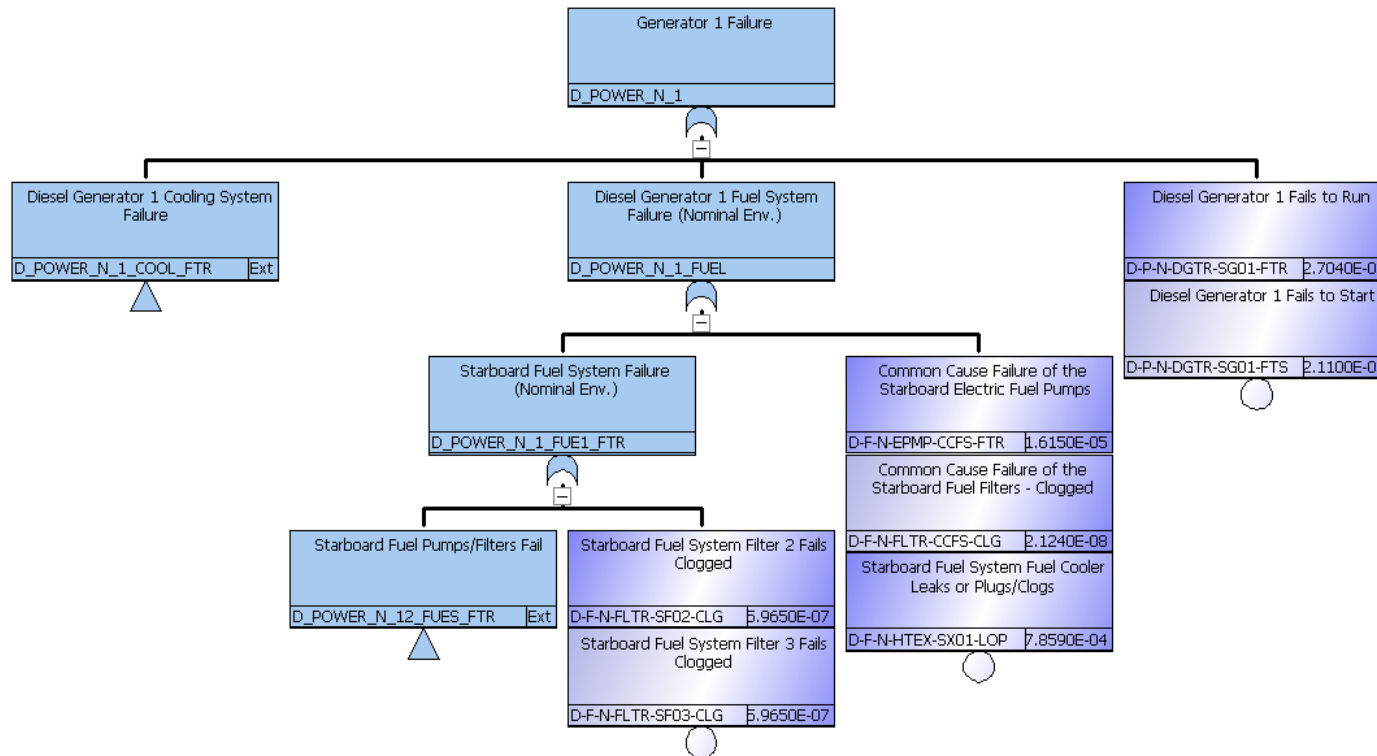 Generator 1 Failure
D_POWER_N_1
Diesel Generator 1 Cooling System
Failure
D_POWER_N_1_COOL_FTR Ext
Diesel Generator 1 Fuel System
Failure (Nominal Env.)
D_POWER_N_1_FUEL
Diesel Generator 1 Fails to Run
D-P-N-DGTR-SG01-FTR 2.7040E-0
Diesel Generator 1 Fails to Start
D-P-N-DGTR-SG01-FTS 2.1100E-0
Starboard Fuel System Failure
(Nominal Env.)
D_POWER_N_1_FUE1_FTR
Common Cause Failure of the
Starboard Electric Fuel Pumps
D-F-N-EPMP-CCFS-FTR 1.6150E-05
Common Cause Failure of the
Starboard Fuel Filters - Clogged
D-F-N-FLTR-CCFS-CLG 2.1240E-08
Starboard Fuel System Fuel Cooler
Leaks or Plugs/Clogs
D-F-N-HTEX-SX01-LOP 7.8590E-04
Starboard Fuel Pumps/Filters Fail
D_POWER_N_12_FUES_FTR Ext
Starboard Fuel System Filter 2 Fails
Clogged
D-F-N-FLTR-SF02-CLG 5.9650E-07
Starboard Fuel System Filter 3 Fails
Clogged
D-F-N-FLTR-SF03-CLG 5.9650E-07